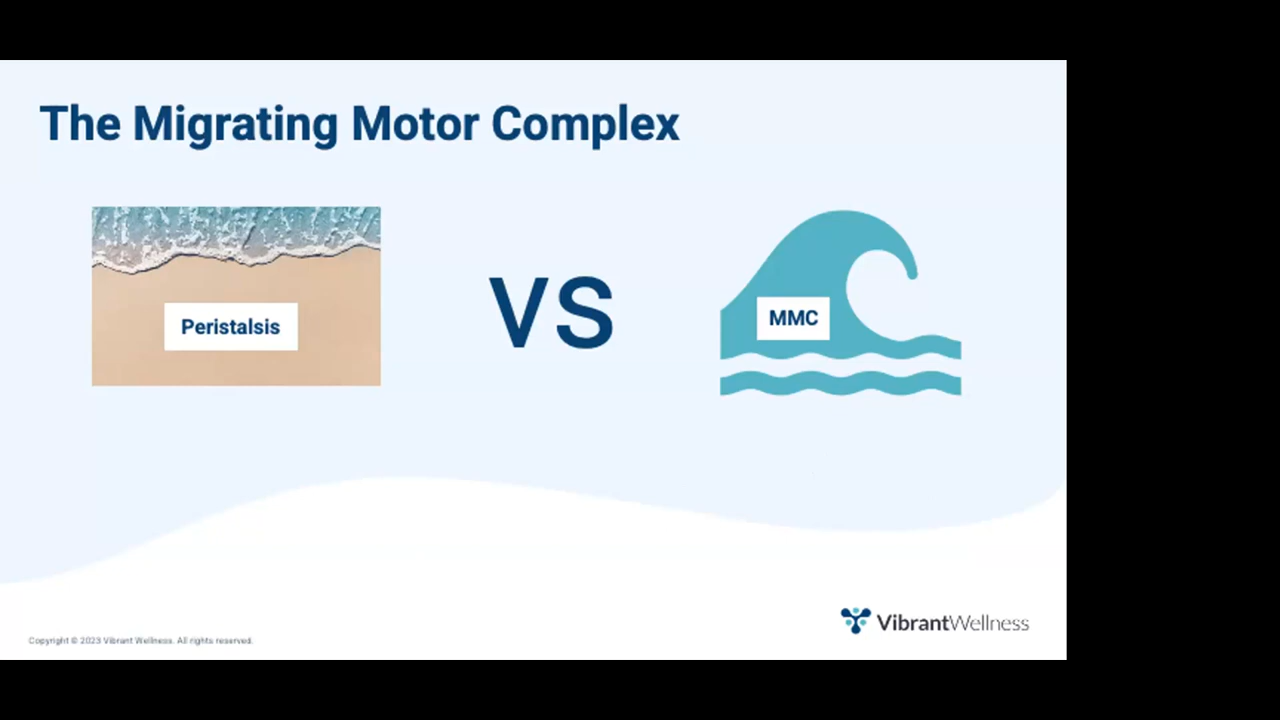 The Migrating Motor Complex
Peristalsis
VS
MMC
VibrantWellness
Copyright © 2023 Vibrant Wellness. All rights reserved.